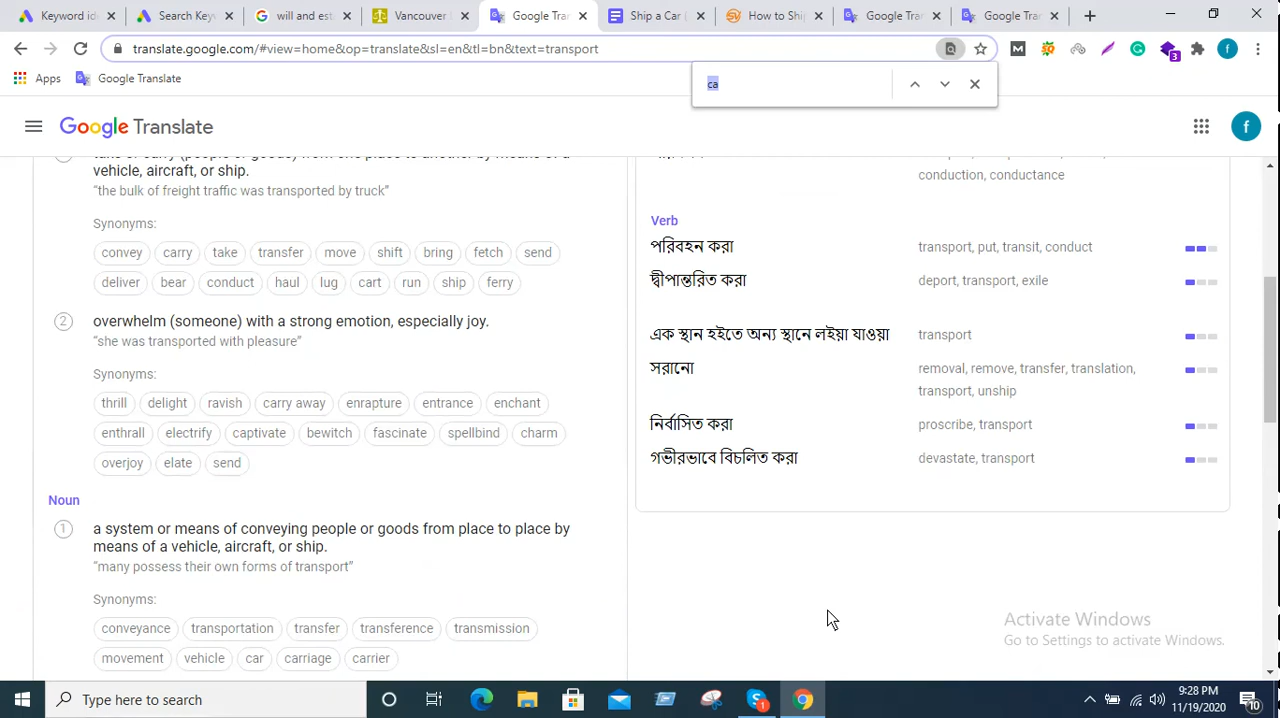 Keyword id
Search Key
will and est
Vancouver
Google Tran
Ship a Car
How to Sh
Google Tran
Google Tran
translate.google.com/#view=home&op=translate&sl=en&tl=bn&text=transport
M
3
f
Apps
Google Translate
ca
Google Translate
f
vehicle, aircraft, or ship.
"the bulk of freight traffic was transported by truck"
Synonyms:
convey carry take transfer move shift bring fetch send
deliver bear conduct haul lug cart run ship ferry
2 overwhelm (someone) with a strong emotion, especially joy.
"she was transported with pleasure"
Synonyms:
thrill delight ravish carry away enrapture entrance enchant
enthrall electrify captivate bewitch fascinate spellbind charm
overjoy elate send
Noun
1 a system or means of conveying people or goods from place to place by
means of a vehicle, aircraft, or ship.
"many possess their own forms of transport"
Synonyms:
conveyance transportation transfer transference transmission
movement vehicle car carriage carrier
conduction, conductance
Verb
পরিবহন করা transport, put, transit, conduct
দ্বীপান্তরিত করা deport, transport, exile
এক স্থান হইতে অন্য স্থানে লইয়া যাওয়া transport
সরানো removal, remove, transfer, translation,
transport, unship
নির্বাসিত করা proscribe, transport
গভীরভাবে বিচলিত করা devastate, transport
Activate Windows
Go to Settings to activate Windows.
Type here to search
1
9:28 PM
11/19/2020
10